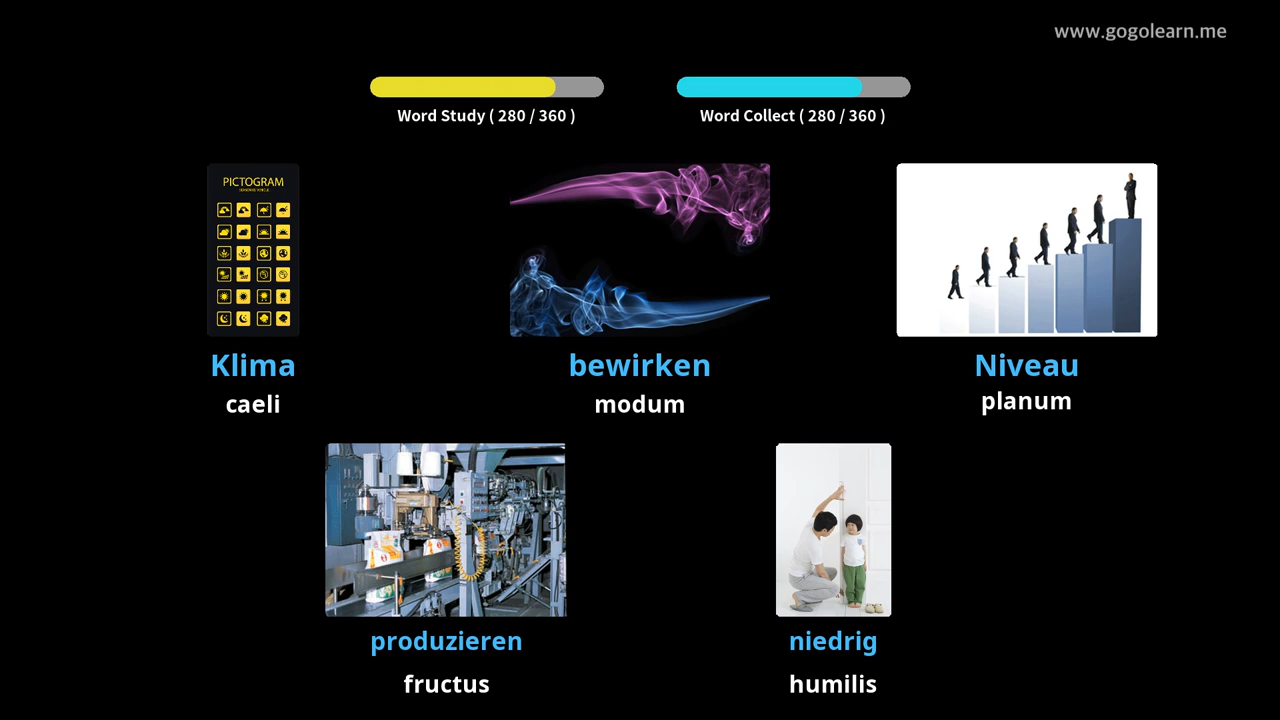 www.gogolearn.me
Word Study ( 280 / 360 )
Word Collect ( 280 / 360 )
PICTOGRAM
Klima
caeli
bewirken
modum
Niveau
planum
produzieren
fructus
niedrig
humilis